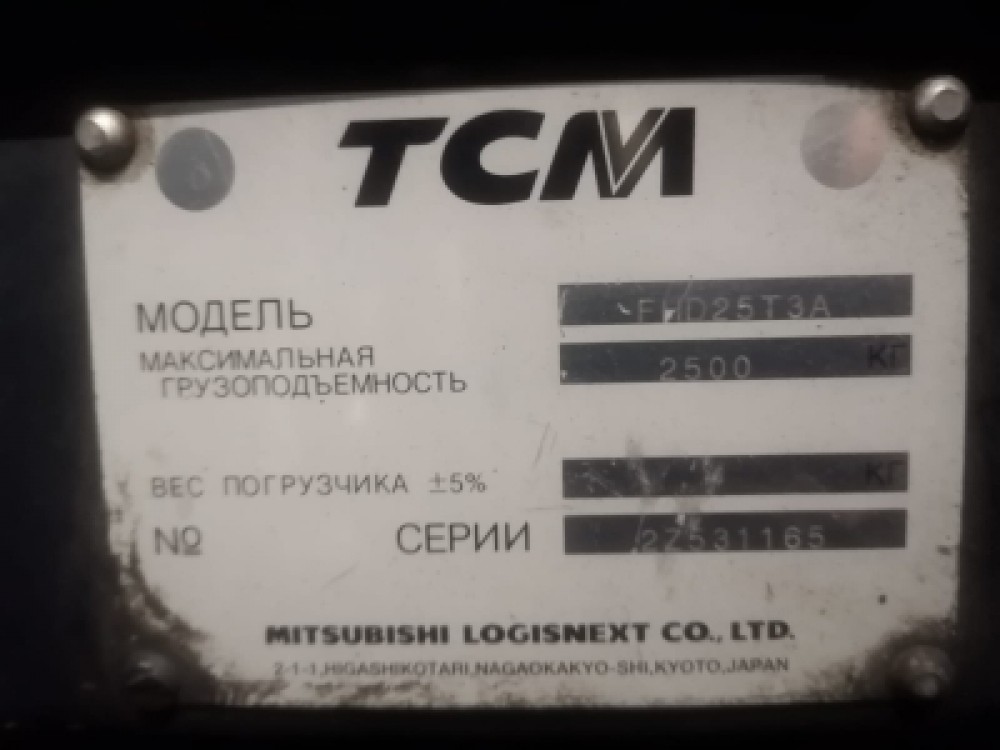 TCM
МОДЕЛЬ FHD25T3A
МАКСИМАЛЬНАЯ
ГРУЗОПОДЪЕМНОСТЬ 2500 КГ
ВЕС ПОГРУЗЧИКА ±5% КГ
№ СЕРИИ 2Z531165
MITSUBISHI LOGISNEXT CO., LTD.
2-1-1,HIGASHIKOTARI,NAGAOKAKYO-SHI,KYOTO,JAPAN